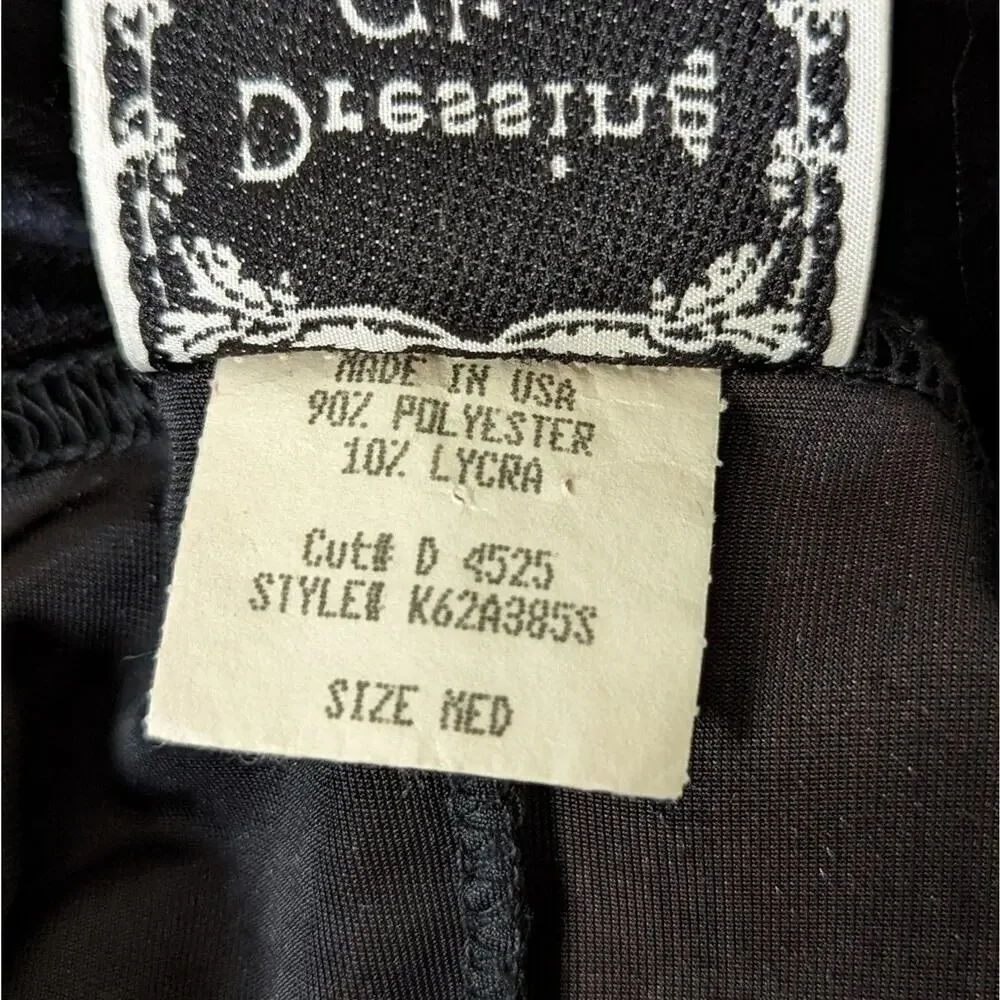 Dressing
MADE IN USA
90% POLYESTER
10% LYCRA
Cut# D 4525
STYLE# K62A385S
SIZE MED